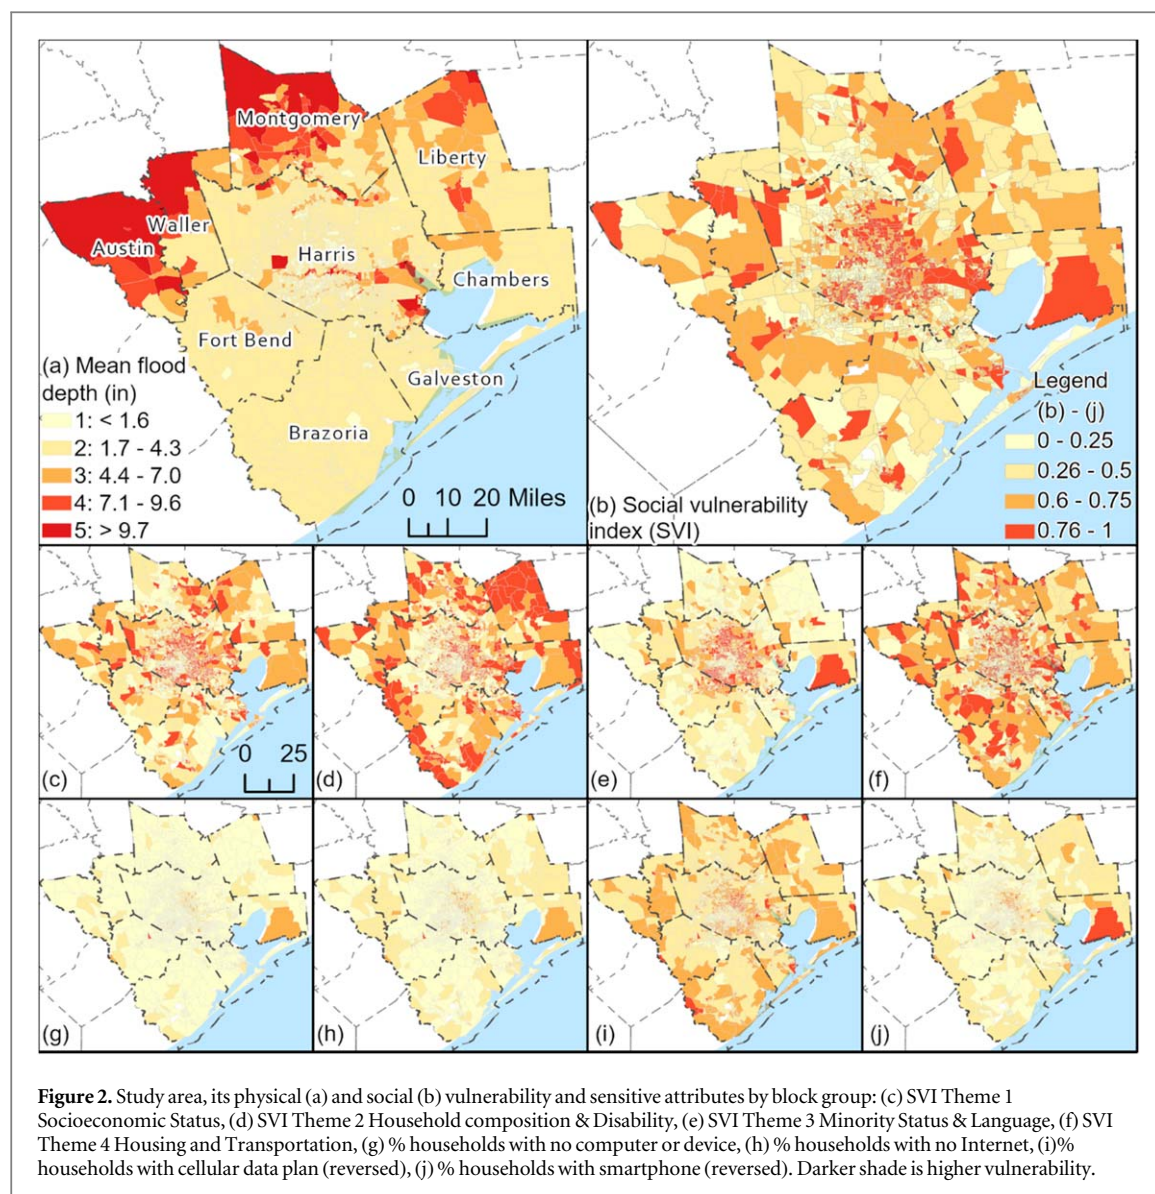 Montgomery
Liberty
Waller
Austin
Harris
Chambers
Fort Bend
Galveston
Brazoria
(a) Mean flood
depth (in)
1: < 1.6
2: 1.7 - 4.3
3: 4.4 - 7.0
4: 7.1 - 9.6
5: > 9.7
0 10 20 Miles
(b) Social vulnerability
index (SVI)
Legend
(b) - (j)
0 - 0.25
0.26 - 0.5
0.6 - 0.75
0.76 - 1
(c)
0 25
(d)
(e)
(f)
(g)
(h)
(i)
(j)
Figure 2. Study area, its physical (a) and social (b) vulnerability and sensitive attributes by block group: (c) SVI Theme 1
Socioeconomic Status, (d) SVI Theme 2 Household composition & Disability, (e) SVI Theme 3 Minority Status & Language, (f) SVI
Theme 4 Housing and Transportation, (g) % households with no computer or device, (h) % households with no Internet, (i)%
households with cellular data plan (reversed), (j) % households with smartphone (reversed). Darker shade is higher vulnerability.